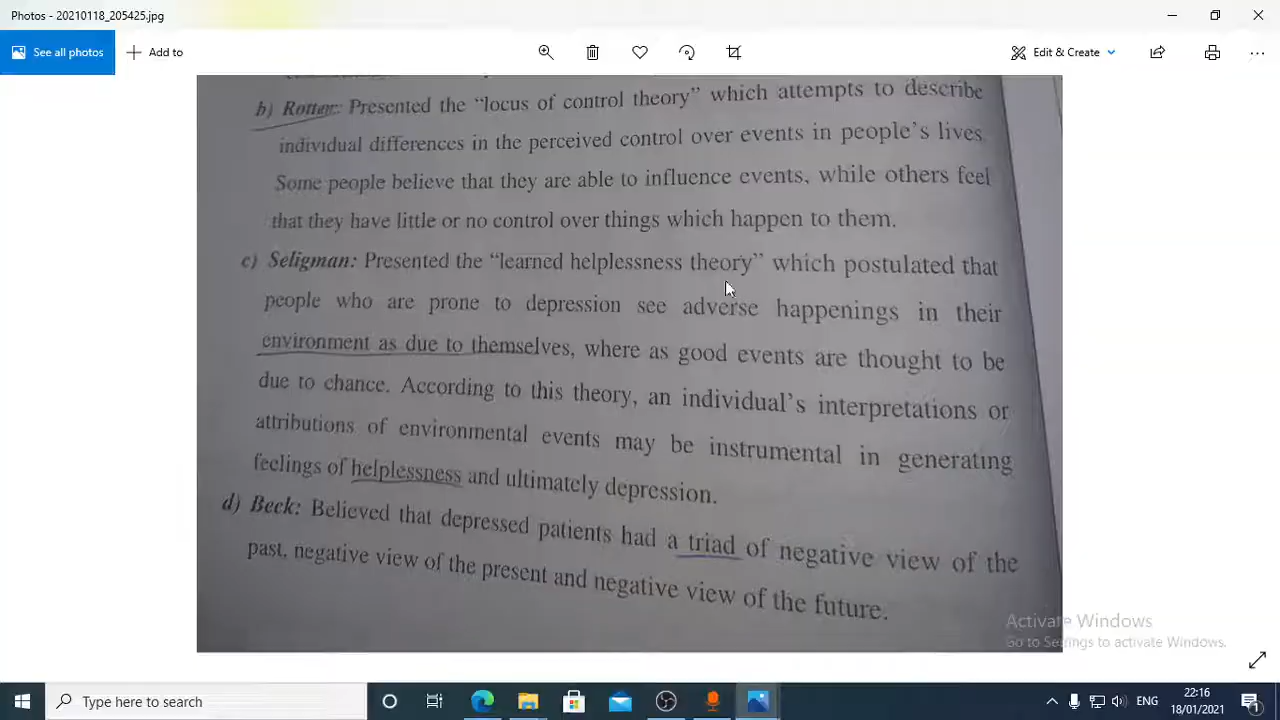 Photos - 20210118_205425.jpg
See all photos
Add to
Edit & Create
b) Rotter: Presented the “locus of control theory” which attempts to describe
individual differences in the perceived control over events in people’s lives
Some people believe that they are able to influence events, while others feel
that they have little or no control over things which happen to them.
c) Seligman: Presented the “learned helplessness theory” which postulated that
people who are prone to depression see adverse happenings in their
environment as due to themselves, where as good events are thought to be
due to chance. According to this theory, an individual’s interpretations or
attributions of environmental events may be instrumental in generating
feelings of helplessness and ultimately depression.
d) Beck: Believed that depressed patients had a triad of negative view of the
past, negative view of the present and negative view of the future.
Activate Windows
Go to Settings to activate Windows.
Type here to search
ENG
22:16
18/01/2021
1